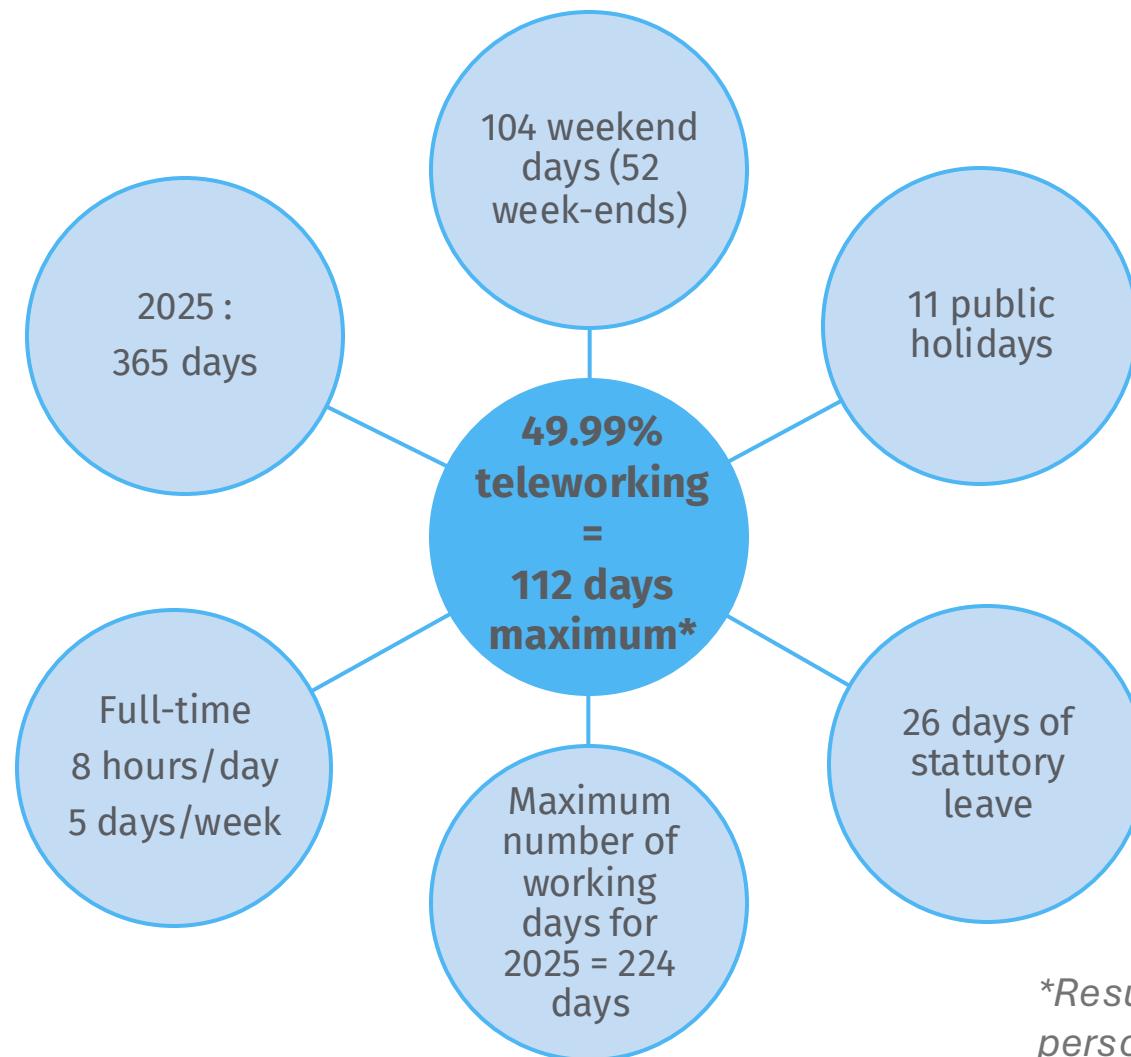 104 weekend
days (52
week-ends)
2025 :
365 days
11 public
holidays
49.99%
teleworking
=
112 days
maximum*
Full-time
8 hours/day
5 days/week
26 days of
statutory
leave
Maximum
number of
working
days for
2025 = 224
days